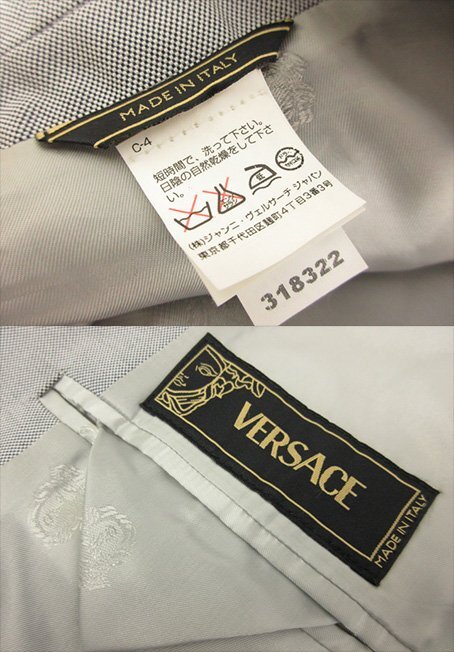 MADE IN ITALY
C-4
短時間で、洗って下さい。
日陰の自然乾燥をして下さ
(株)ジャンニ・ヴェルサーチ ジャパン
東京都千代田区麹町4丁目3番3号
318322
VERSACE
MADE IN ITALY